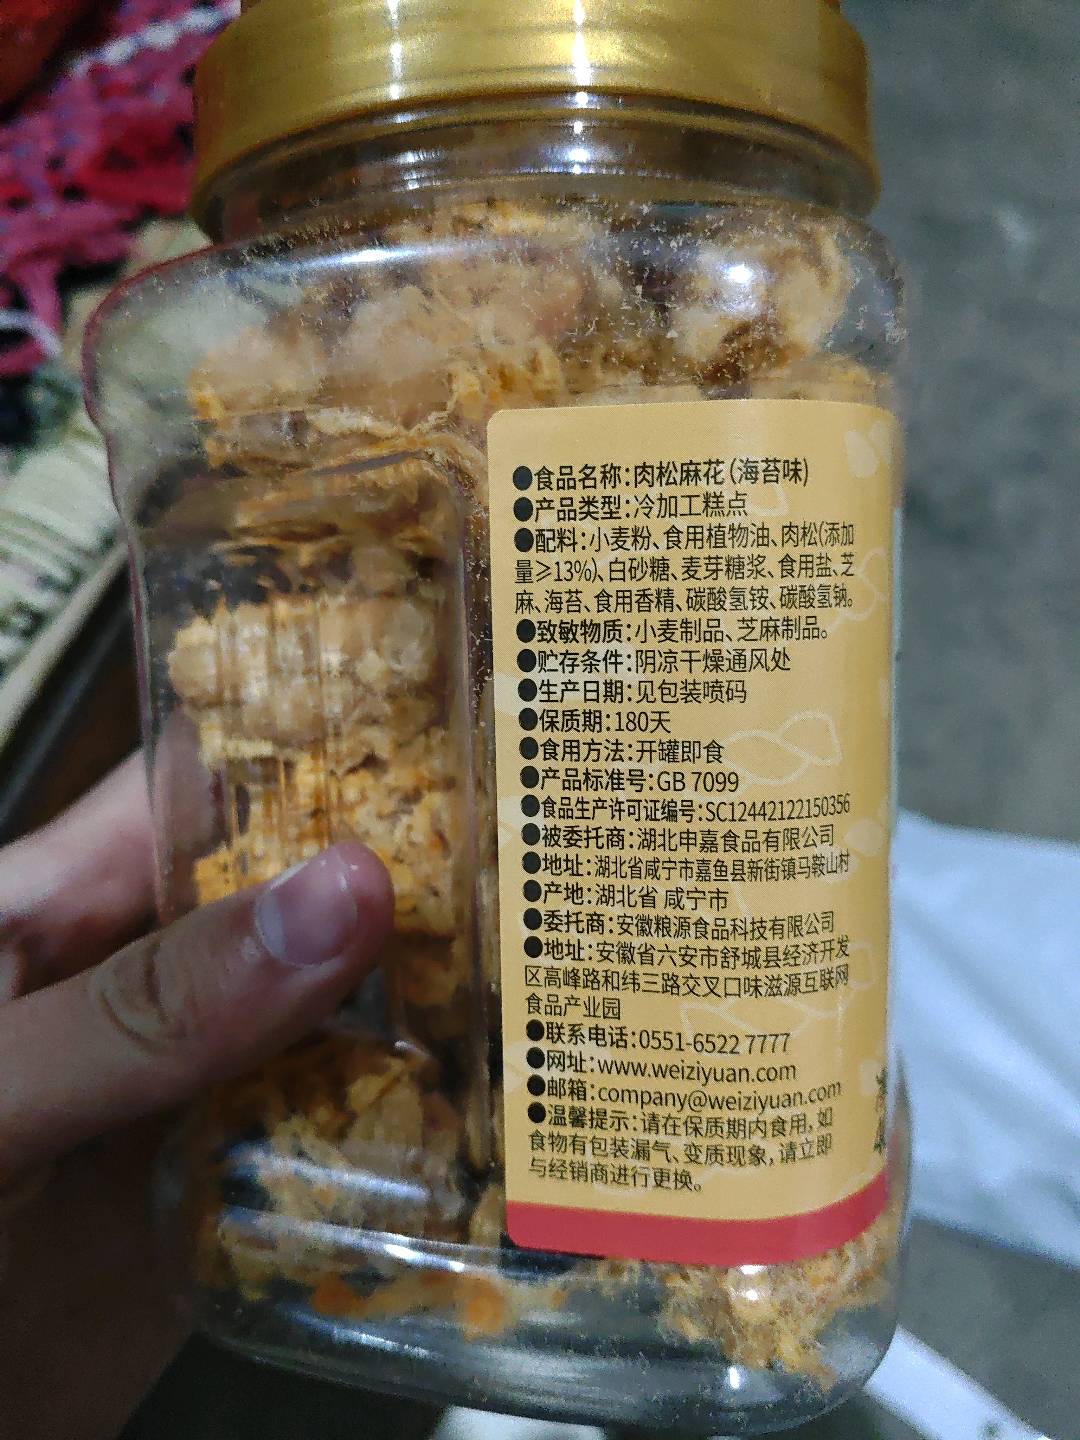 ●食品名称:肉松麻花(海苔味)
●产品类型:冷加工糕点
●配料:小麦粉、食用植物油、肉松(添加
量≥13%)、白砂糖、麦芽糖浆、食用盐、芝
麻、海苔、食用香精、碳酸氢铵、碳酸氢钠。
●致敏物质:小麦制品、芝麻制品。
●贮存条件:阴凉干燥通风处
●生产日期:见包装喷码
●保质期:180天
●食用方法:开罐即食
●产品标准号:GB 7099
●食品生产许可证编号:SC12442122150356
●被委托商:湖北申嘉食品有限公司
●地址:湖北省咸宁市嘉鱼县新街镇马鞍山村
●产地:湖北省 咸宁市
●委托商:安徽粮源食品科技有限公司
●地址:安徽省六安市舒城县经济开发
区高峰路和纬三路交叉口味滋源互联网
食品产业园
●联系电话:0551-6522 7777
●网址:www.weiziyuan.com
●邮箱:company@weiziyuan.com
●温馨提示:请在保质期内食用,如
食物有包装漏气、变质现象,请立即
与经销商进行更换。